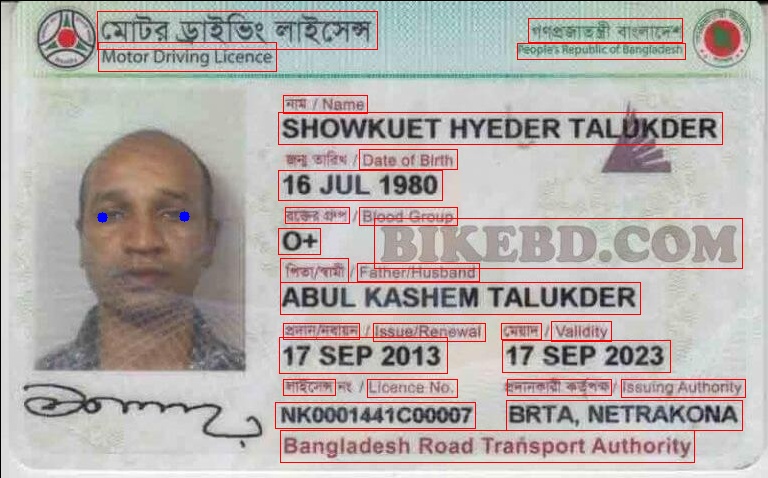 মোটর ড্রাইভিং লাইসেন্স
Motor Driving Licence
গণপ্রজাতন্ত্রী বাংলাদেশ
People's Republic of Bangladesh
নাম / Name
SHOWKUET HYEDER TALUKDER
জন্ম তারিখ / Date of Birth
16 JUL 1980
রক্তের গ্রুপ / Blood Group
O+
BIKEBD.COM
পিতা/স্বামী / Father/Husband
ABUL KASHEM TALUKDER
প্রদান/নবায়ন / Issue/Renewal মেয়াদ / Validity
17 SEP 2013 17 SEP 2023
লাইসেন্স নং / Licence No. প্রদানকারী কর্তৃপক্ষ / Issuing Authority
NK0001441C00007 BRTA, NETRAKONA
Bangladesh Road Transport Authority